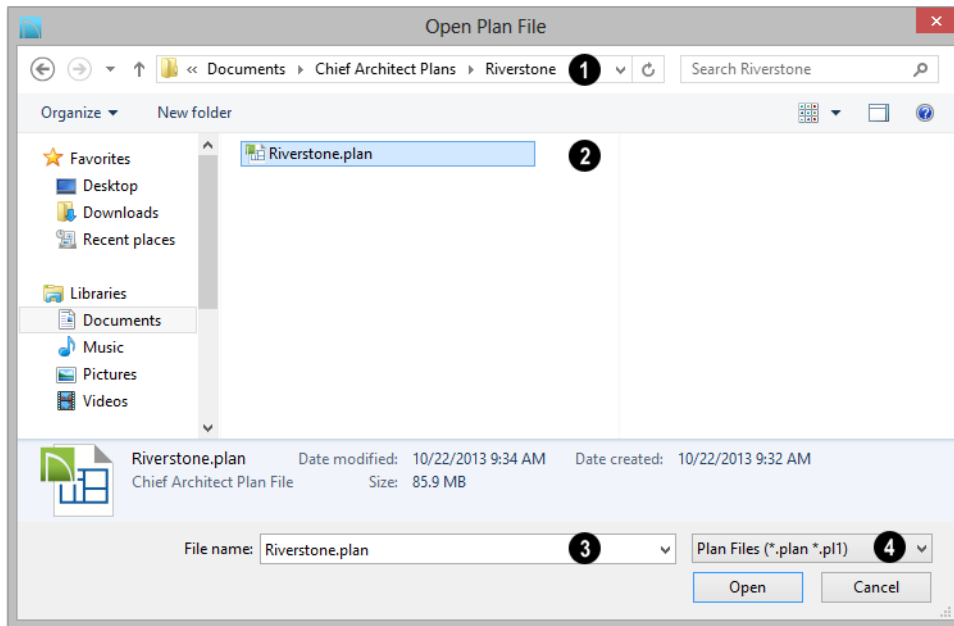 Open Plan File
« Documents Chief Architect Plans Riverstone 1 Search Riverstone
Organize New folder
Favorites
Desktop
Downloads
Recent places
Libraries
Documents
Music
Pictures
Videos
Riverstone.plan 2
Riverstone.plan Date modified: 10/22/2013 9:34 AM Date created: 10/22/2013 9:32 AM
Chief Architect Plan File Size: 85.9 MB
File name: Riverstone.plan 3 Plan Files (*.plan *.pl1) 4
Open Cancel